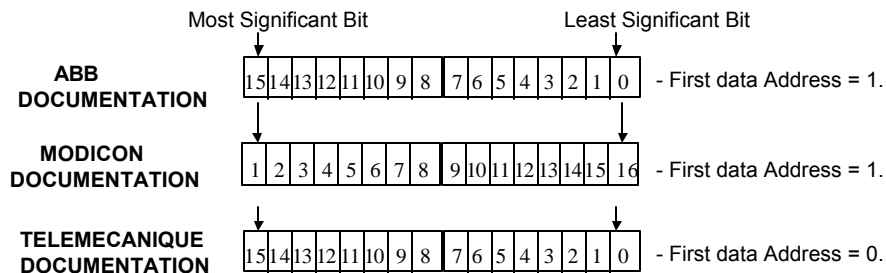 Most Significant Bit Least Significant Bit
ABB DOCUMENTATION
15 14 13 12 11 10 9 8 7 6 5 4 3 2 1 0 - First data Address = 1.
MODICON DOCUMENTATION
1 2 3 4 5 6 7 8 9 10 11 12 13 14 15 16 - First data Address = 1.
TELEMECANIQUE DOCUMENTATION
15 14 13 12 11 10 9 8 7 6 5 4 3 2 1 0 - First data Address = 0.